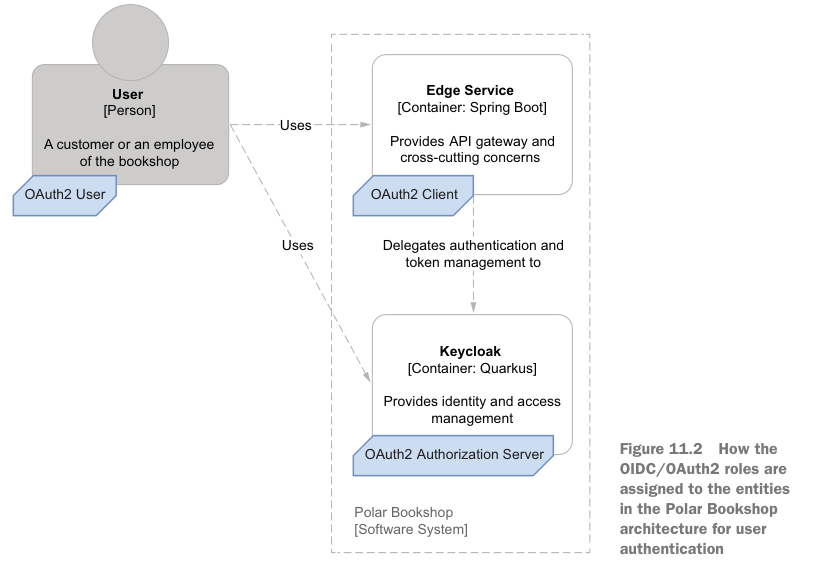 User
[Person]
A customer or an employee
of the bookshop
OAuth2 User
Uses
Uses
Edge Service
[Container: Spring Boot]
Provides API gateway and
cross-cutting concerns
OAuth2 Client
Delegates authentication and
token management to
Keycloak
[Container: Quarkus]
Provides identity and access
management
OAuth2 Authorization Server
Polar Bookshop
[Software System]
Figure 11.2 How the
OIDC/OAuth2 roles are
assigned to the entities
in the Polar Bookshop
architecture for user
authentication